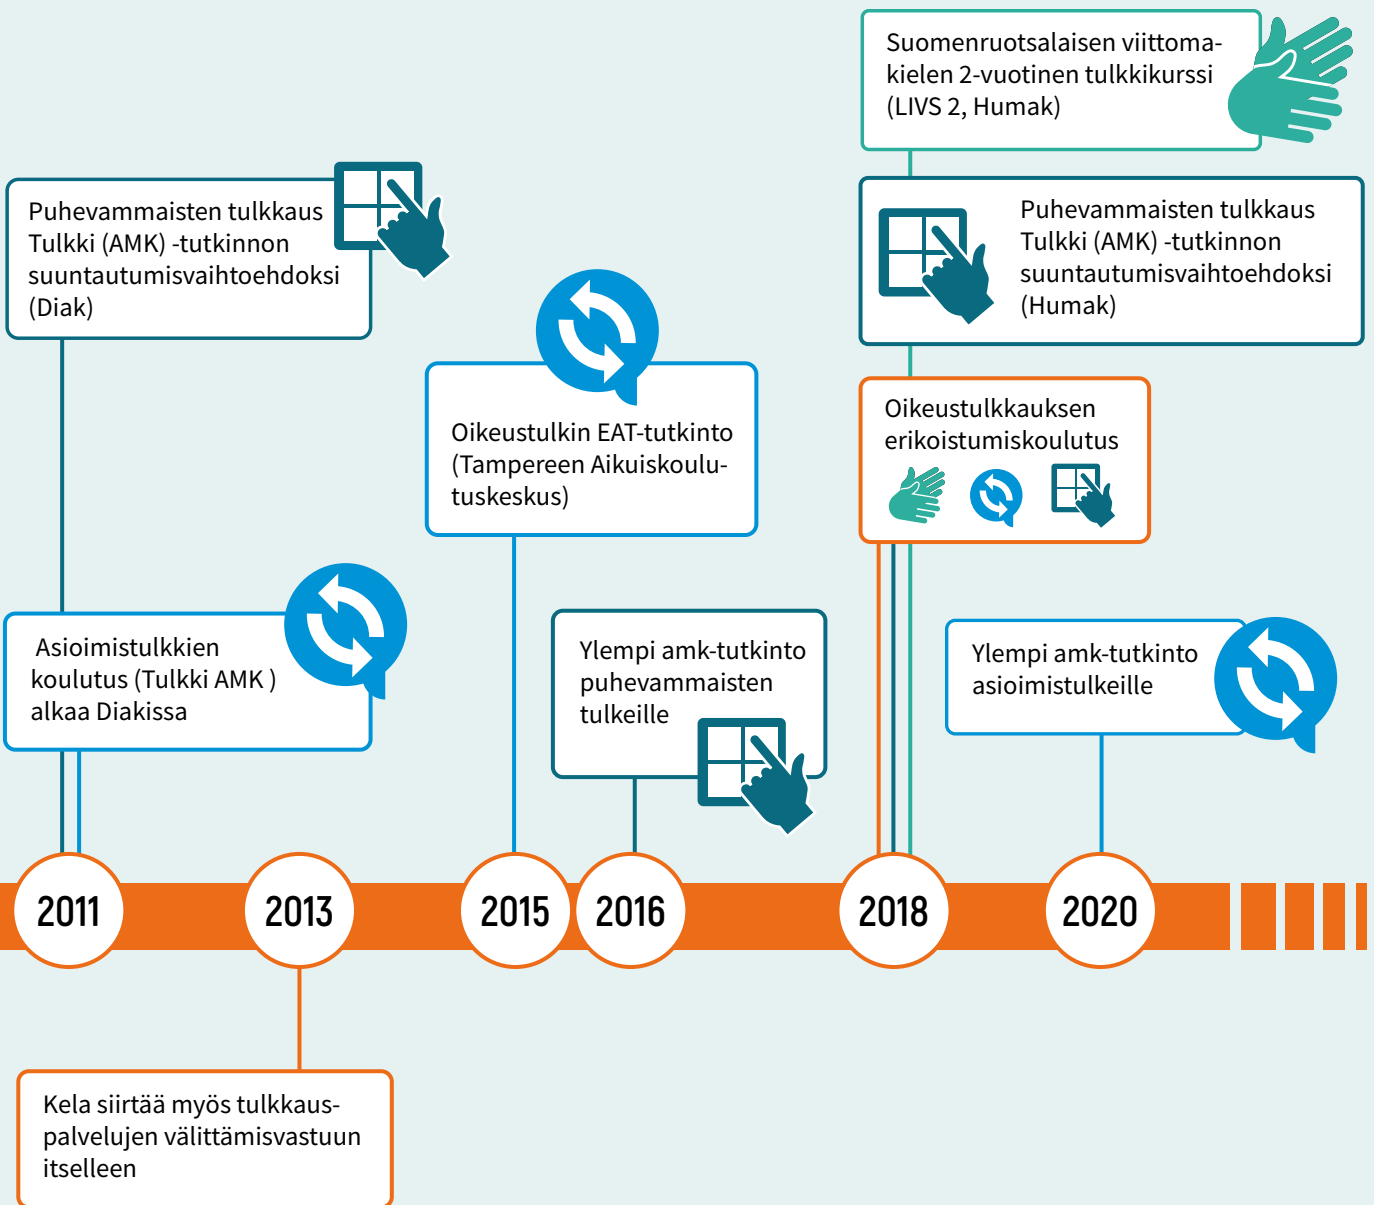 Suomenruotsalaisen viittoma-
kielen 2-vuotinen tulkkikurssi
(LIVS 2, Humak)
Puhevammaisten tulkkaus
Tulkki (AMK) -tutkinnon
suuntautumisvaihtoehdoksi
(Diak)
Puhevammaisten tulkkaus
Tulkki (AMK) -tutkinnon
suuntautumisvaihtoehdoksi
(Humak)
Oikeustulkin EAT-tutkinto
(Tampereen Aikuiskoulu-
tuskeskus)
Oikeustulkkauksen
erikoistumiskoulutus
Asioimistulkkien
koulutus (Tulkki AMK )
alkaa Diakissa
Ylempi amk-tutkinto
puhevammaisten
tulkeille
Ylempi amk-tutkinto
asioimistulkeille
2011
2013
2015
2016
2018
2020
Kela siirtää myös tulkkaus-
palvelujen välittämisvastuun
itselleen